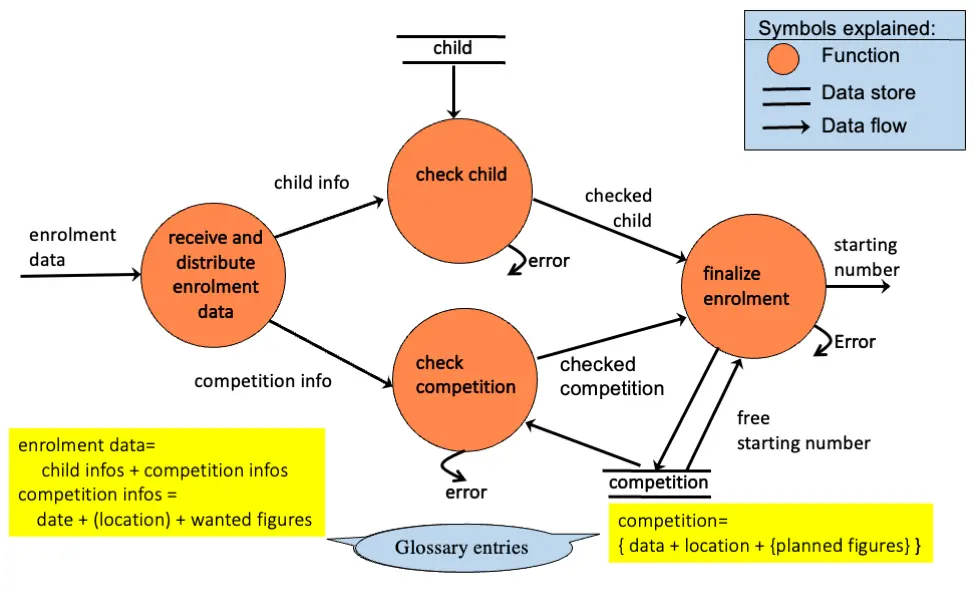 Symbols explained:
Function
Data store
Data flow
child
check child
child info
checked
child
enrolment
data
receive and
distribute
enrolment
data
error
starting
number
finalize
enrolment
Error
competition info
check
competition
checked
competition
free
starting number
error
competition
enrolment data=
child infos + competition infos
competition infos =
date + (location) + wanted figures
Glossary entries
competition=
{ data + location + {planned figures} }